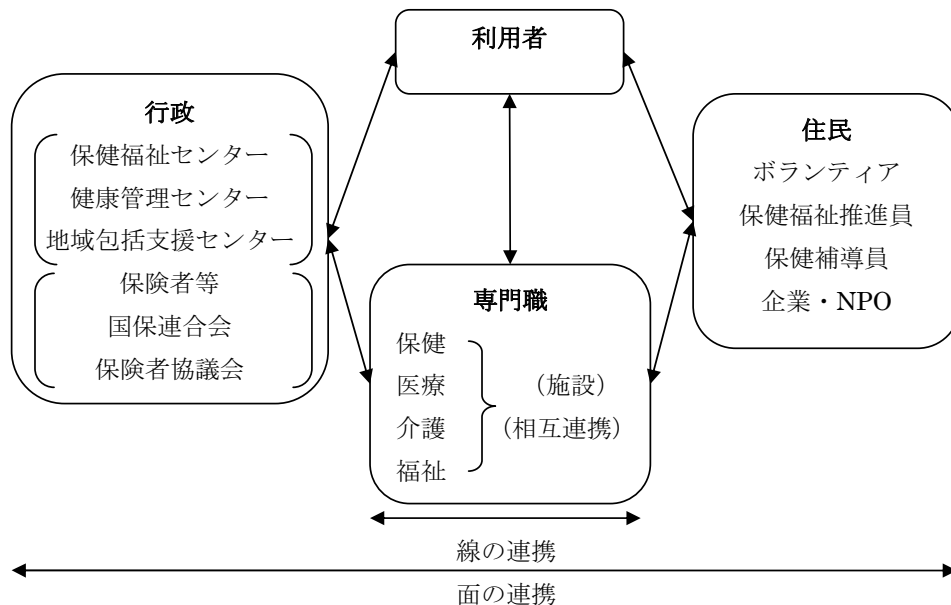 利用者
行政
保健福祉センター
健康管理センター
地域包括支援センター
保険者等
国保連合会
保険者協議会
専門職
保健
医療
介護
福祉
(施設)
(相互連携)
住民
ボランティア
保健福祉推進員
保健補導員
企業・NPO
線の連携
面の連携